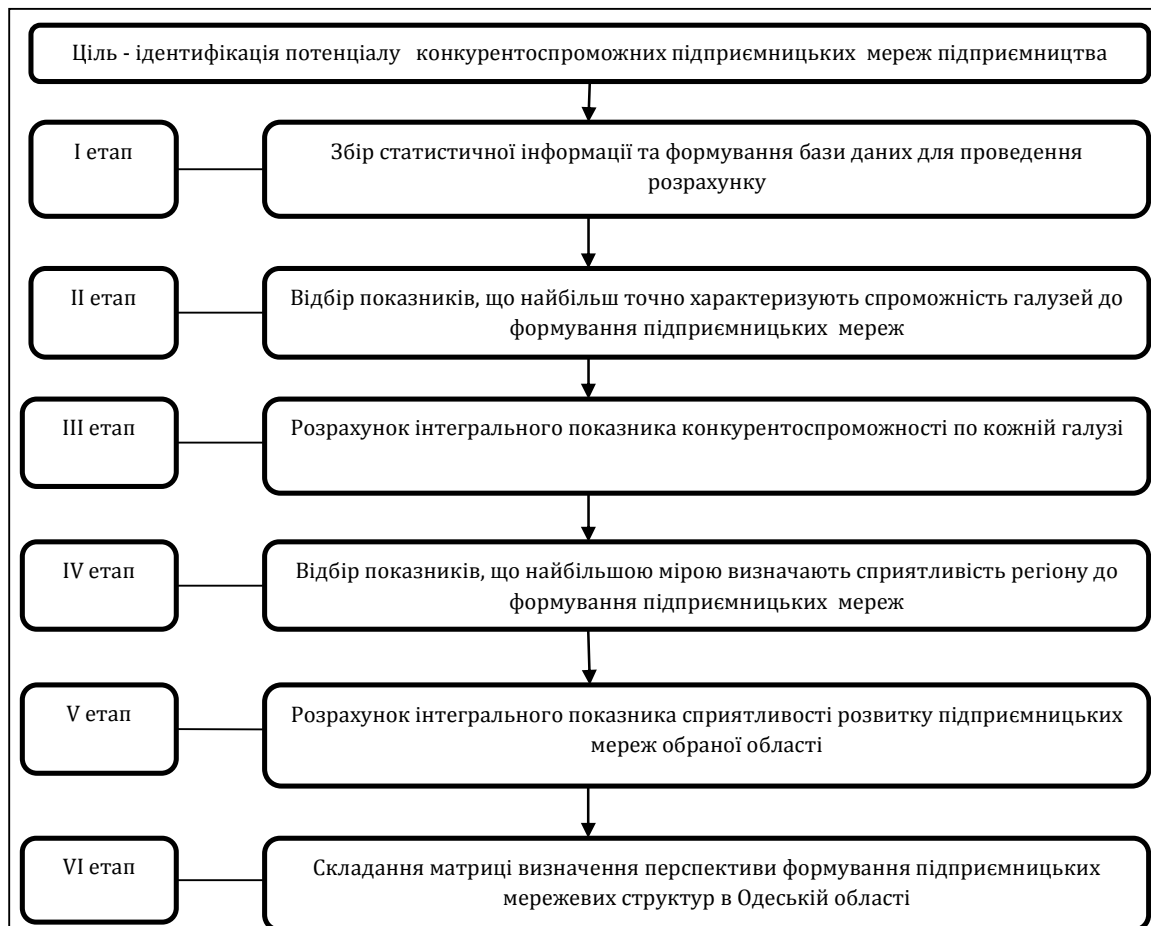 Ціль - ідентифікація потенціалу конкурентоспроможних підприємницьких мереж підприємництва
І етап
Збір статистичної інформації та формування бази даних для проведення
розрахунку
ІІ етап
Відбір показників, що найбільш точно характеризують спроможність галузей до
формування підприємницьких мереж
ІІІ етап
Розрахунок інтегрального показника конкурентоспроможності по кожній галузі
IV етап
Відбір показників, що найбільшою мірою визначають сприятливість регіону до
формування підприємницьких мереж
V етап
Розрахунок інтегрального показника сприятливості розвитку підприємницьких
мереж обраної області
VI етап
Складання матриці визначення перспективи формування підприємницьких
мережевих структур в Одеській області